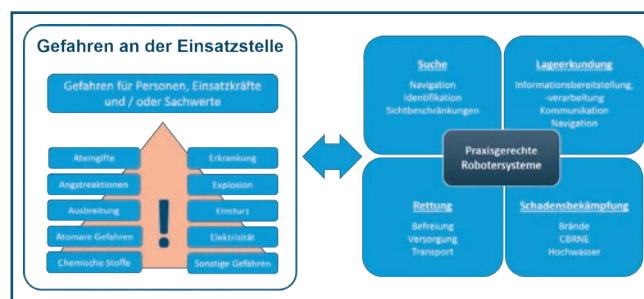 Gefahren an der Einsatzstelle
Gefahren für Personen, Einsatzkräfte
und / oder Sachwerte
Atemgifte
Erkrankung
Angstreaktionen
Explosion
Ausbreitung
Einsturz
Atomare Gefahren
Elektrizität
Chemische Stoffe
Sonstige Gefahren
!
Suche
Navigation
Identifikation
Sichtbeschränkungen
Lageerkundung
Informationsbereitstellung,
-verarbeitung
Kommunikation
Navigation
Praxisgerechte
Robotersysteme
Rettung
Befreiung
Versorgung
Transport
Schadensbekämpfung
Brände
CBRNE
Hochwasser